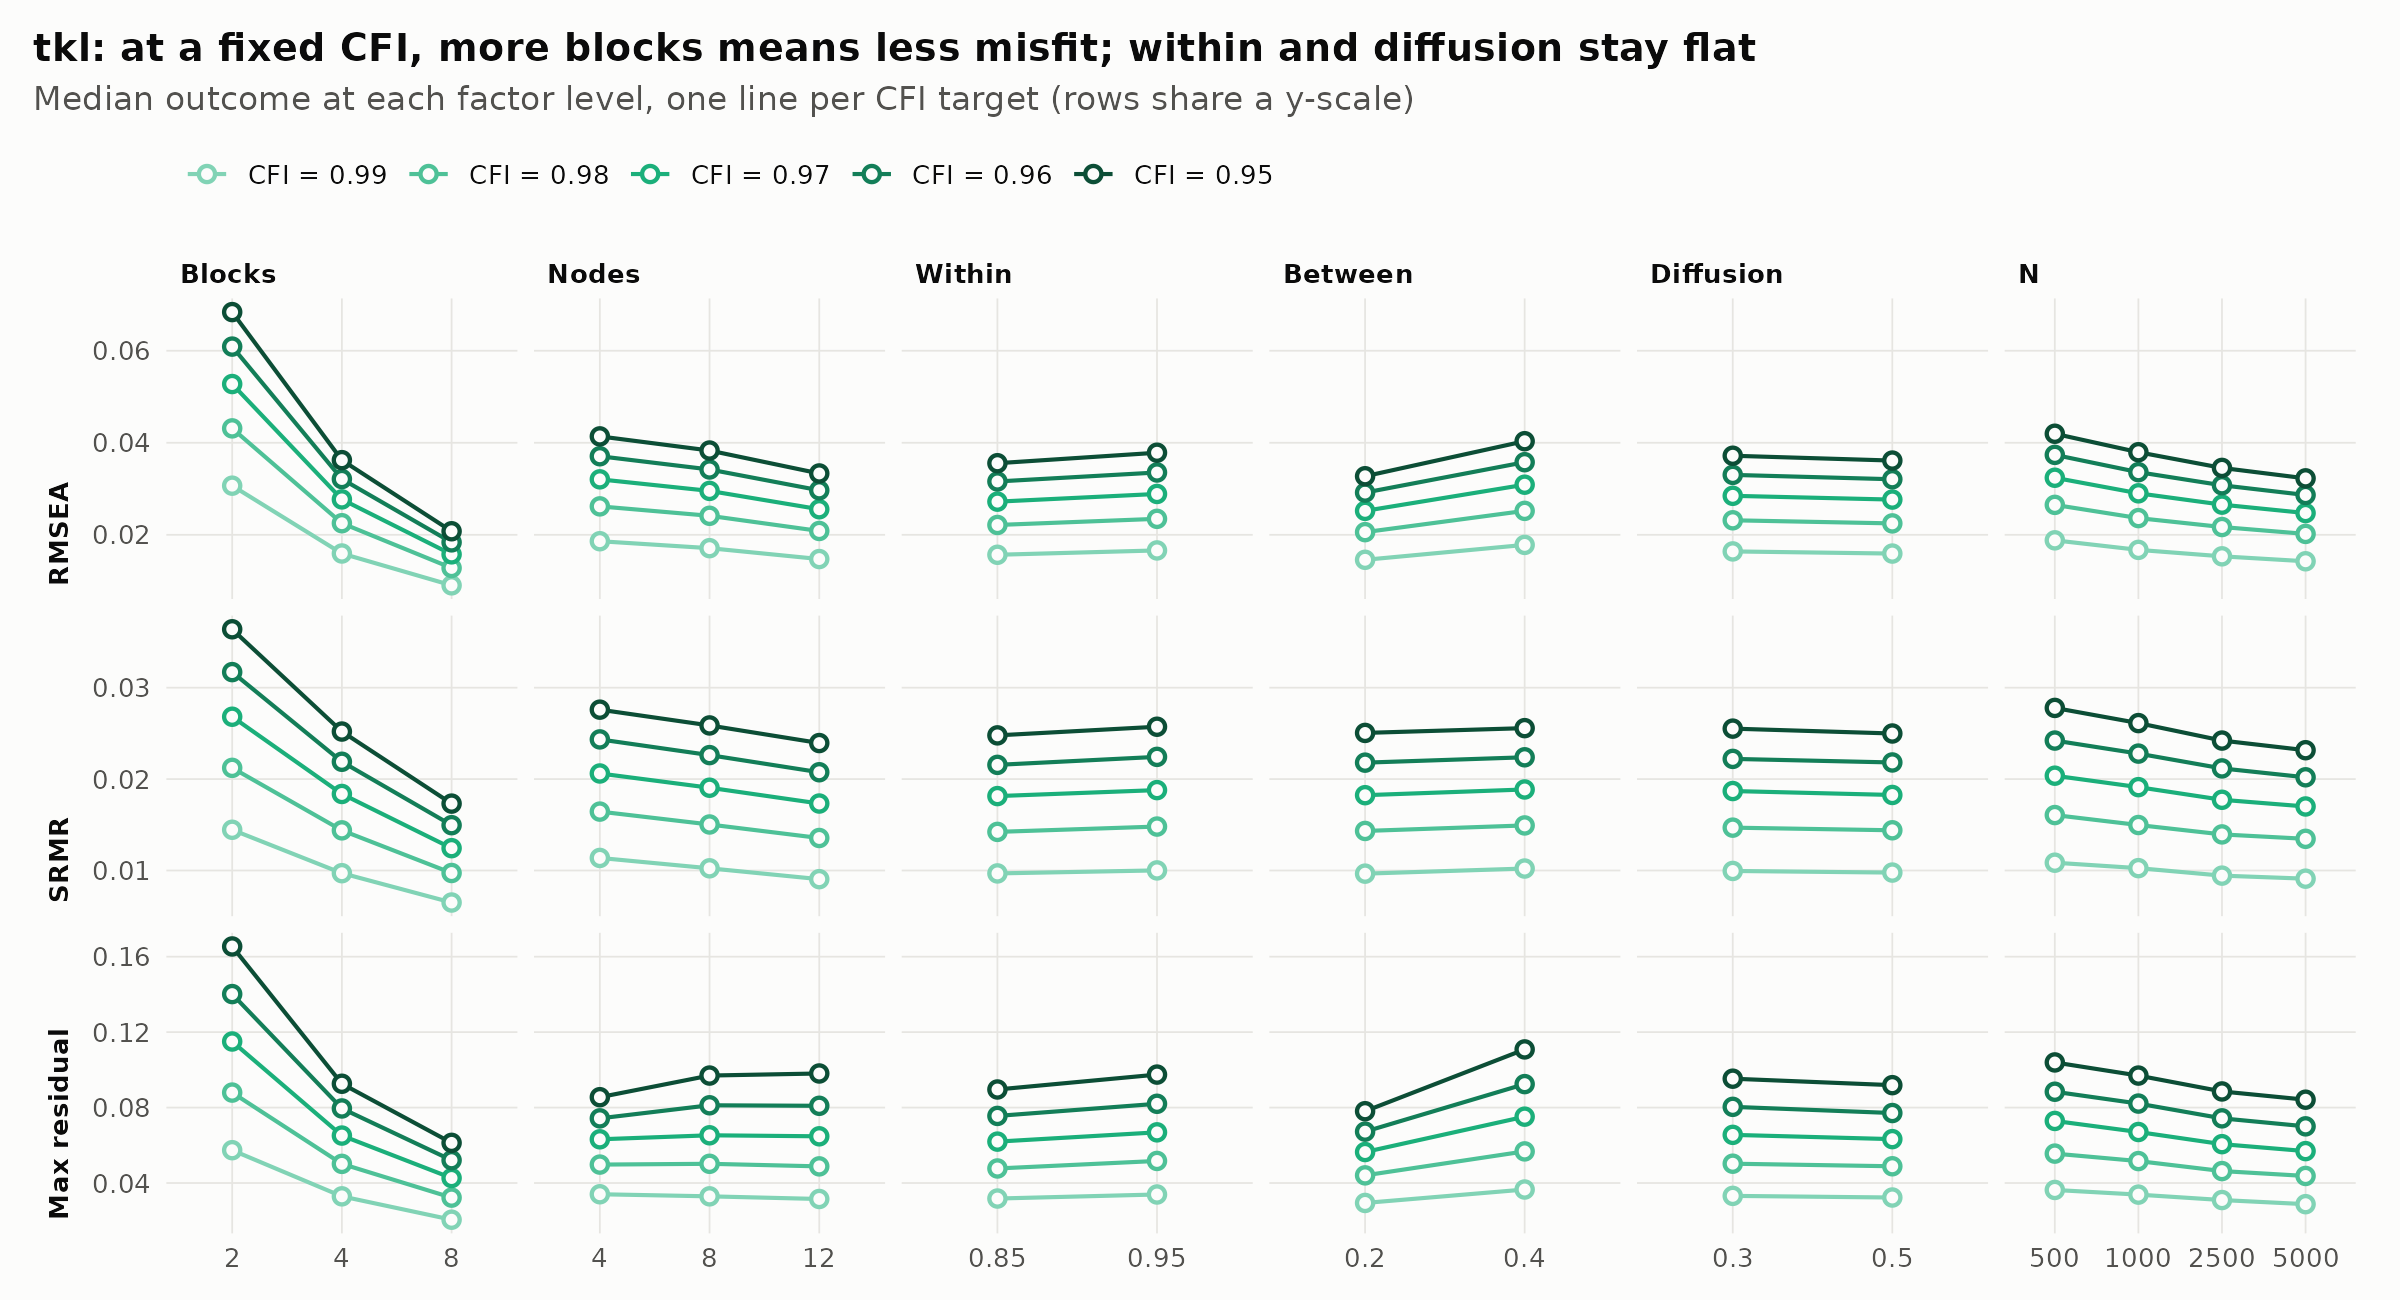 tkl: at a fixed CFI, more blocks means less misfit; within and diffusion stay flat
Median outcome at each factor level, one line per CFI target (rows share a y-scale)
CFI = 0.99 CFI = 0.98 CFI = 0.97 CFI = 0.96 CFI = 0.95
Blocks Nodes Within Between Diffusion N
RMSEA
0.06
0.04
0.02
SRMR
0.03
0.02
0.01
Max residual
0.16
0.12
0.08
0.04
2 4 8 4 8 12 0.85 0.95 0.2 0.4 0.3 0.5 500 1000 2500 5000